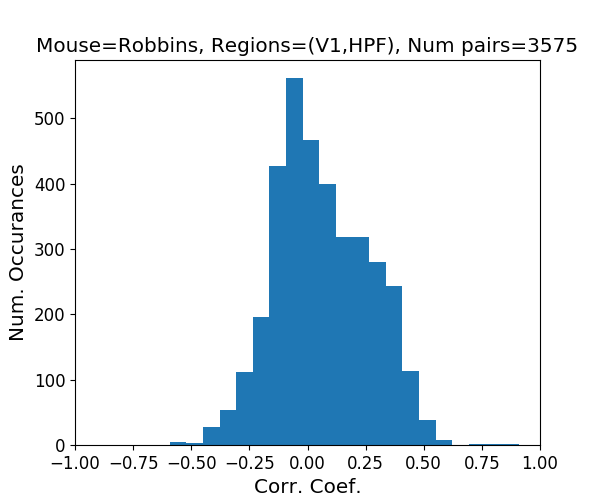 Mouse=Robbins, Regions=(V1,HPF), Num pairs=3575
Num. Occurances
500
400
300
200
100
0
−1.00 −0.75 −0.50 −0.25 0.00 0.25 0.50 0.75 1.00
Corr. Coef.